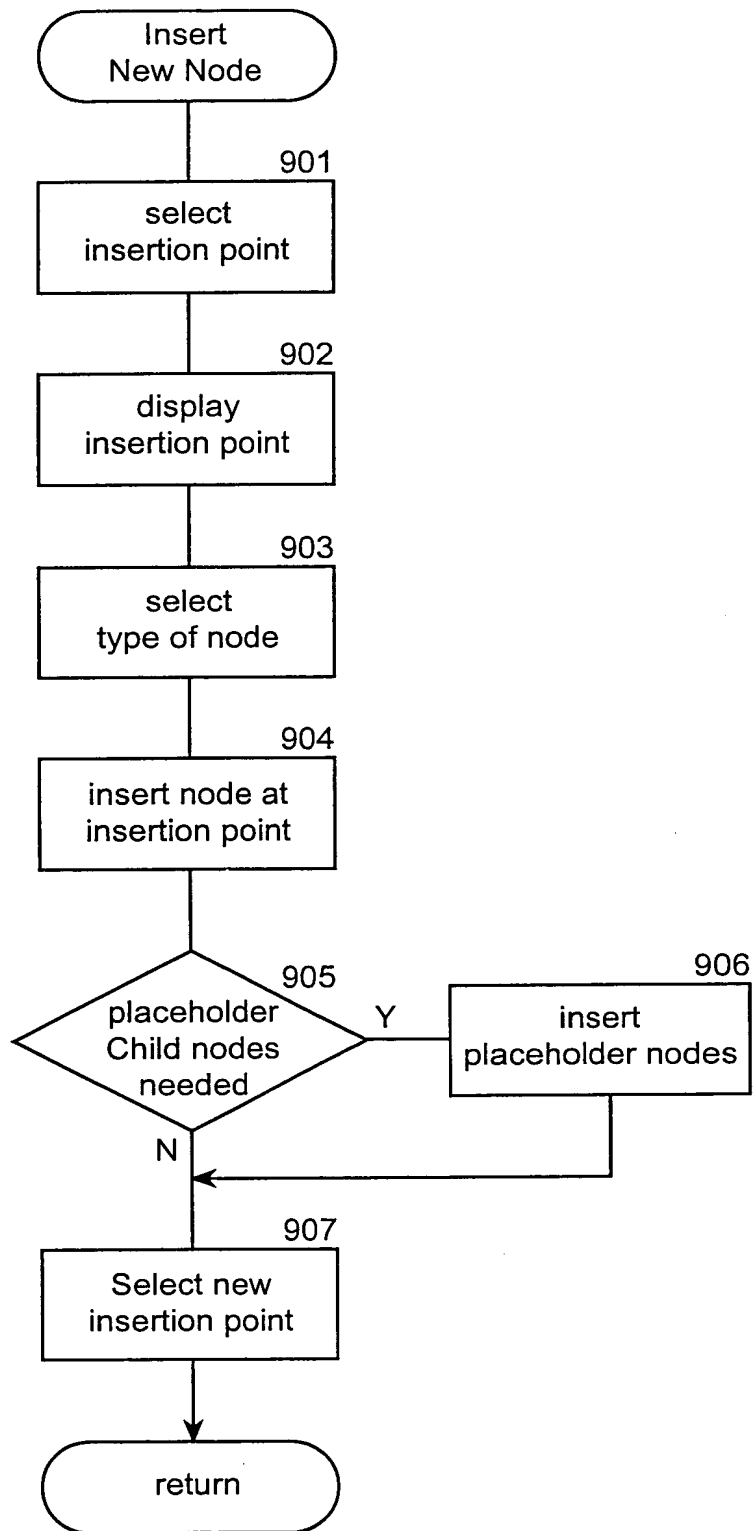 Insert
New Node
901
select
insertion point
902
display
insertion point
903
select
type of node
904
insert node at
insertion point
905
placeholder
Child nodes
needed
Y
N
906
insert
placeholder nodes
907
Select new
insertion point
return